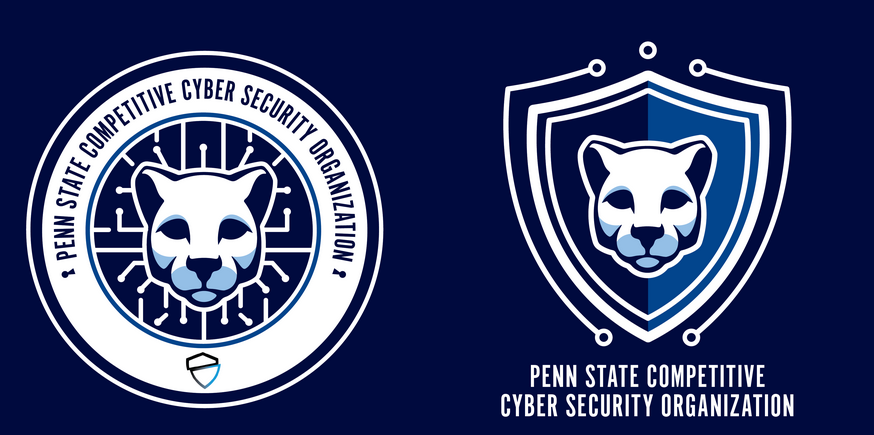 PENN STATE COMPETITIVE CYBER SECURITY ORGANIZATION
PENN STATE COMPETITIVE
CYBER SECURITY ORGANIZATION